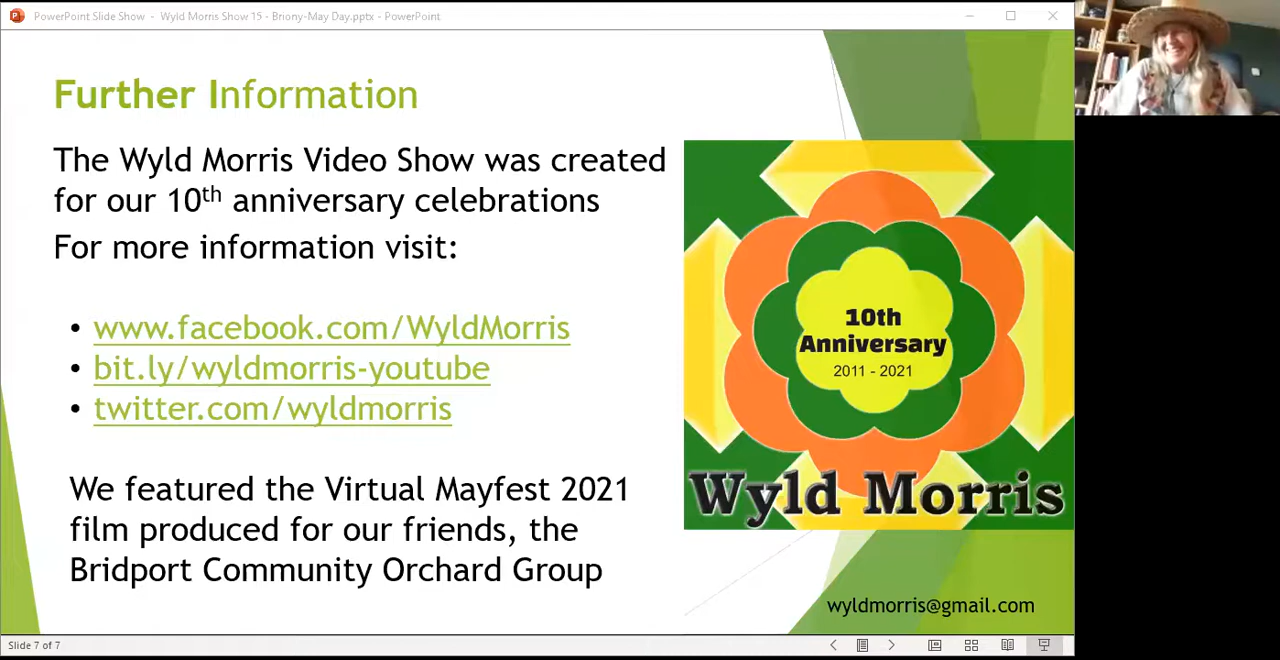 PowerPoint Slide Show - Wyld Morris Show 15 - Briony-May Day.pptx - PowerPoint
Further Information
The Wyld Morris Video Show was created
for our 10th anniversary celebrations
For more information visit:
• www.facebook.com/WyldMorris
• bit.ly/wyldmorris-youtube
• twitter.com/wyldmorris
We featured the Virtual Mayfest 2021
film produced for our friends, the
Bridport Community Orchard Group
10th
Anniversary
2011 - 2021
Wyld Morris
wyldmorris@gmail.com
Slide 7 of 7